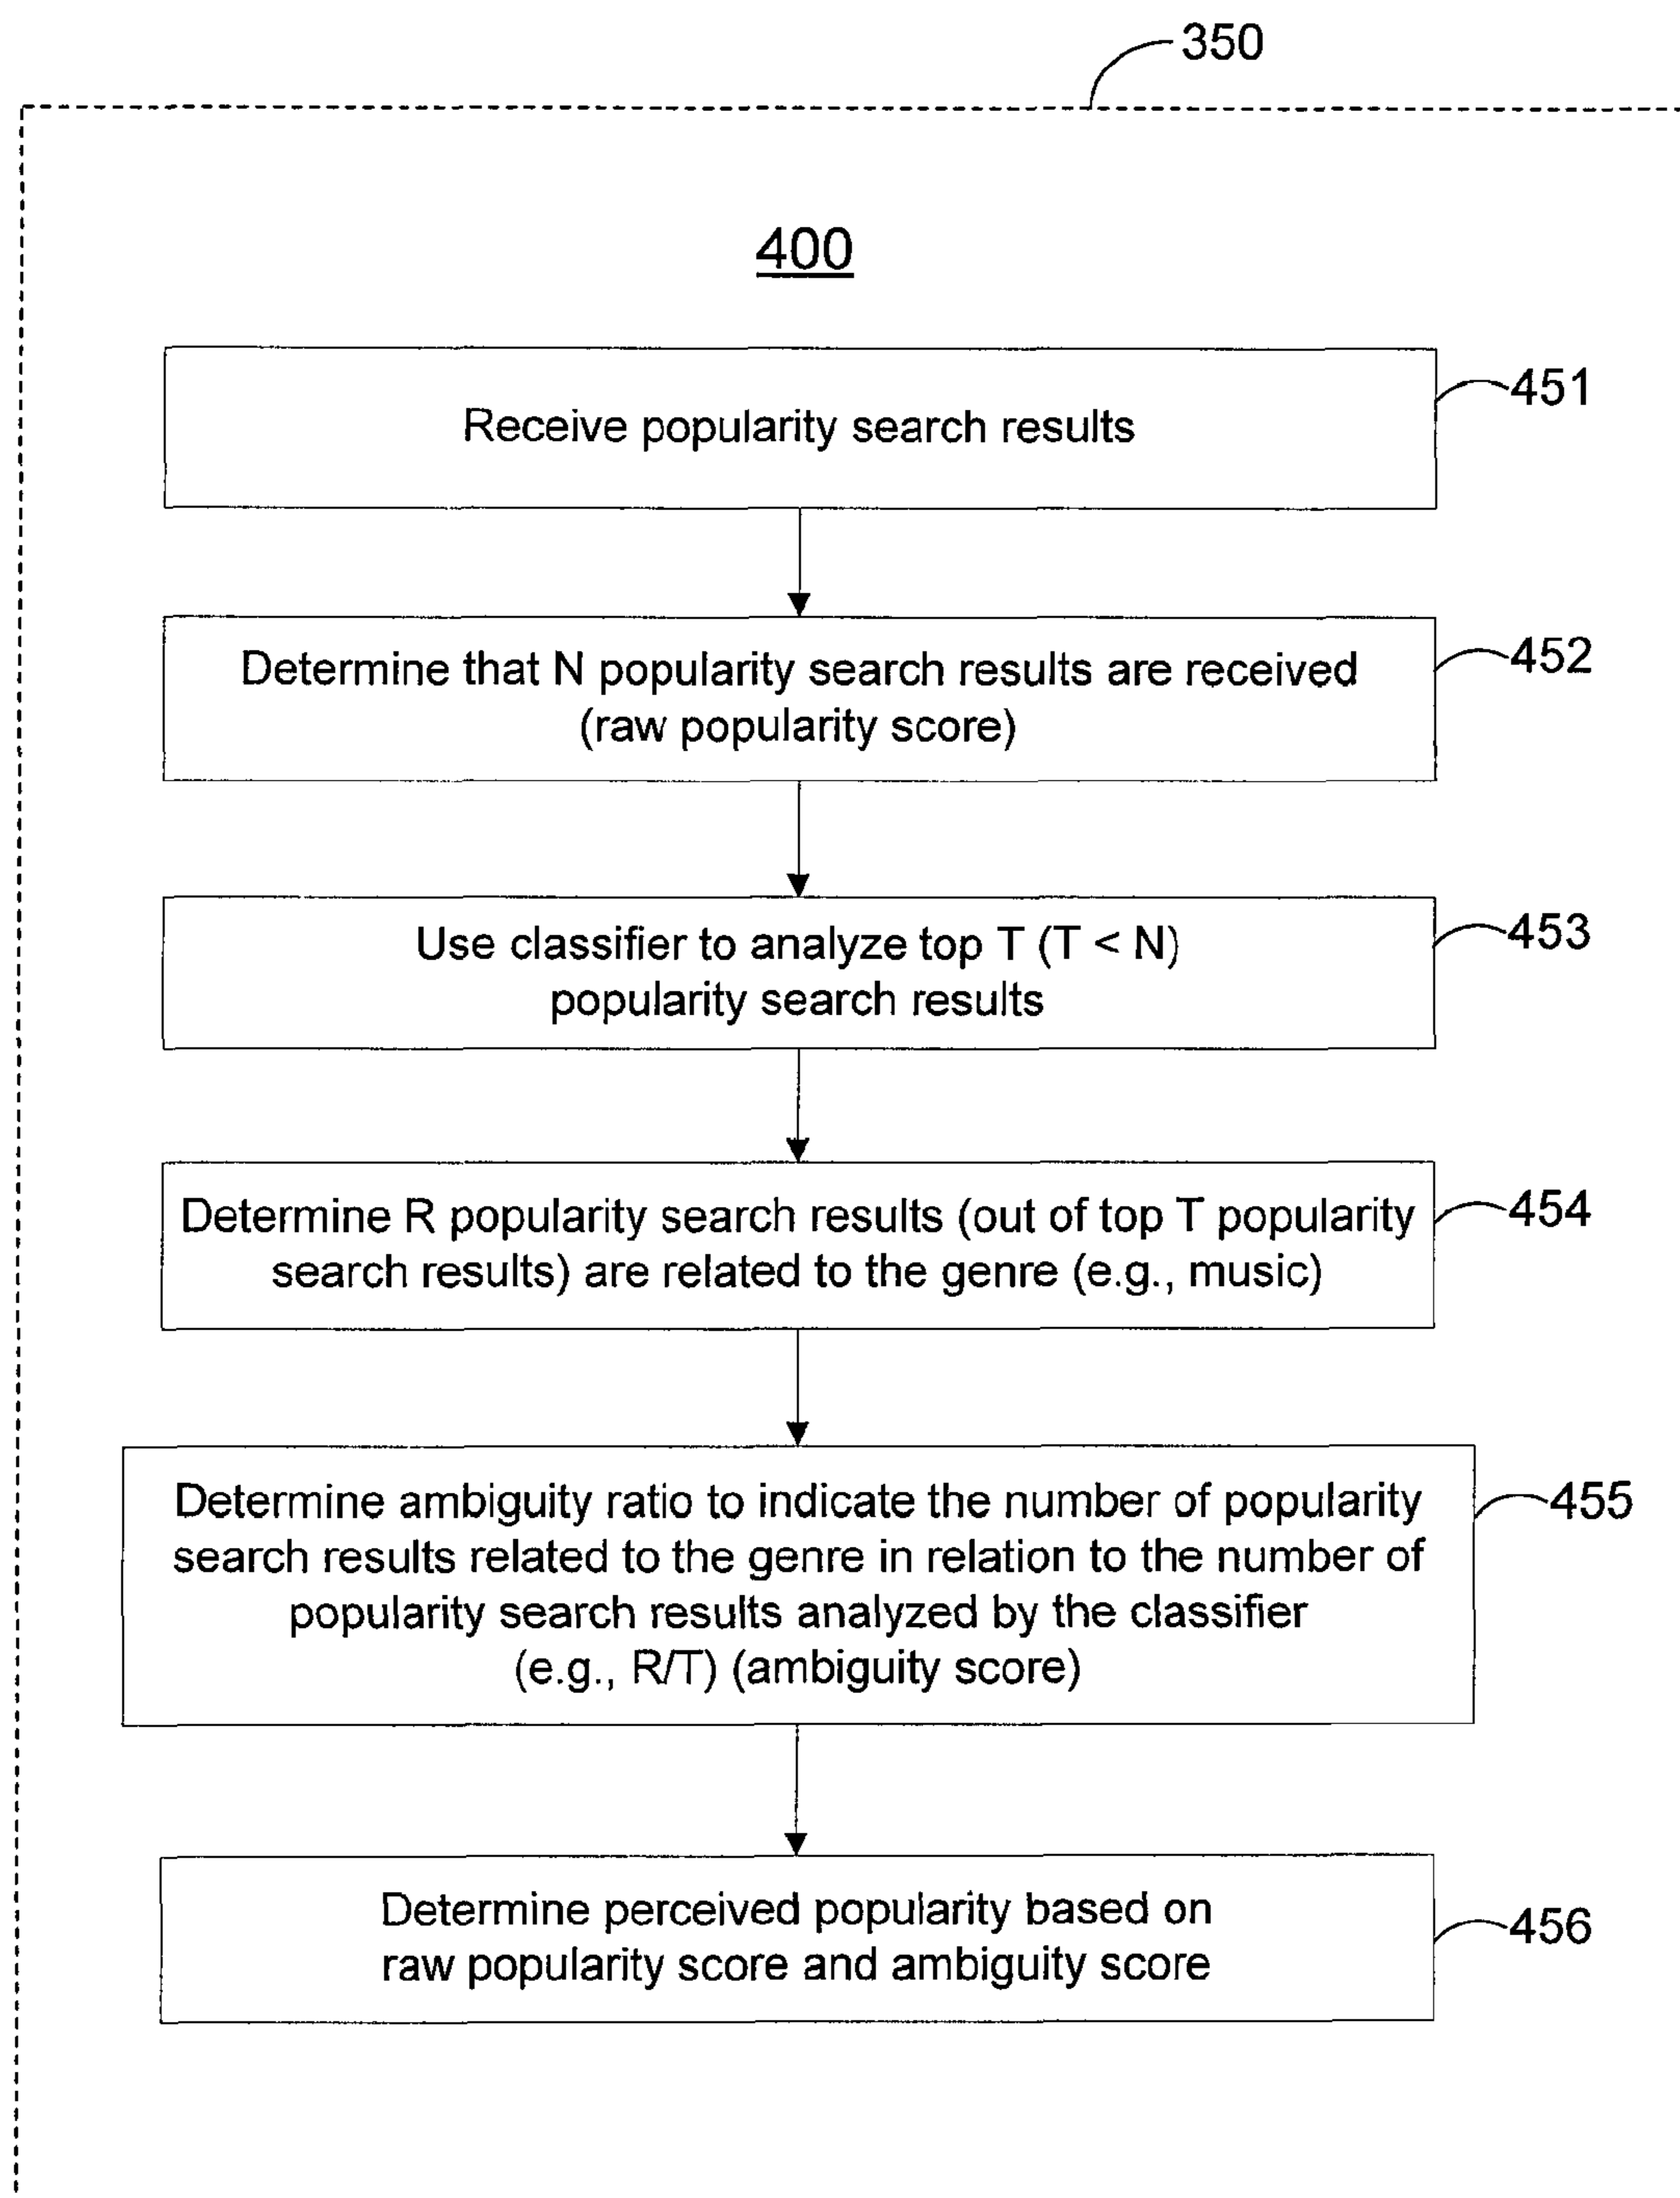 350
400
Receive popularity search results
451
Determine that N popularity search results are received
(raw popularity score)
452
Use classifier to analyze top T (T < N)
popularity search results
453
Determine R popularity search results (out of top T popularity
search results) are related to the genre (e.g., music)
454
Determine ambiguity ratio to indicate the number of popularity
search results related to the genre in relation to the number of
popularity search results analyzed by the classifier
(e.g., R/T) (ambiguity score)
455
Determine perceived popularity based on
raw popularity score and ambiguity score
456